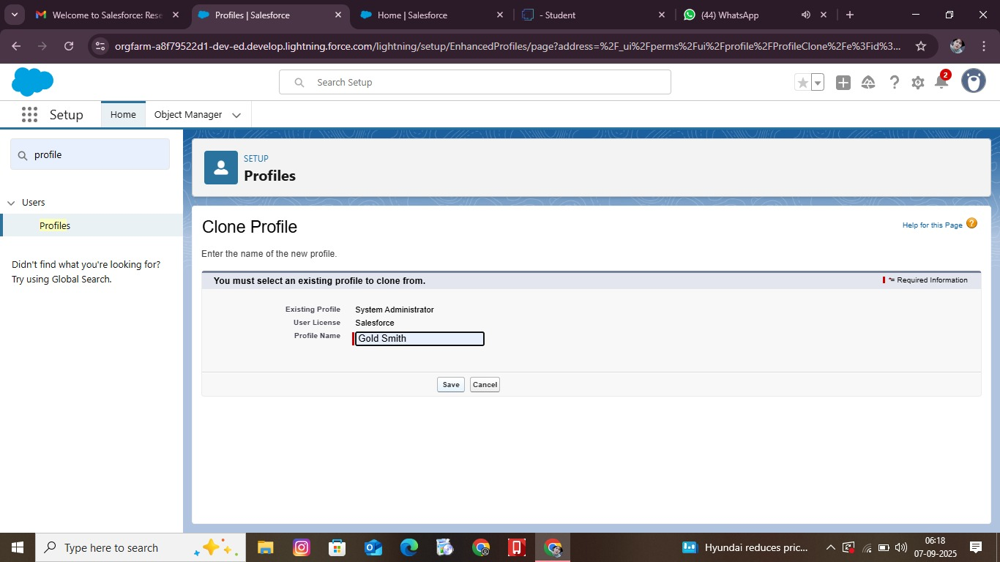 Welcome to Salesforce: Rese
Profiles | Salesforce
Home | Salesforce
- Student
(44) WhatsApp
orgfarm-a8f79522d1-dev-ed.develop.lightning.force.com/lightning/setup/EnhancedProfiles/page?address=%2F_ui%2Fperms%2Fui%2Fprofile%2FProfileClone%2Fe%3Fid%3...
Search Setup
2
Setup
Home
Object Manager
profile
Users
Profiles
Didn't find what you're looking for?
Try using Global Search.
SETUP
Profiles
Clone Profile
Help for this Page
Enter the name of the new profile.
You must select an existing profile to clone from.
= Required Information
Existing Profile System Administrator
User License Salesforce
Profile Name Gold Smith
Save Cancel
Type here to search
Hyundai reduces pric...
06:18
07-09-2025